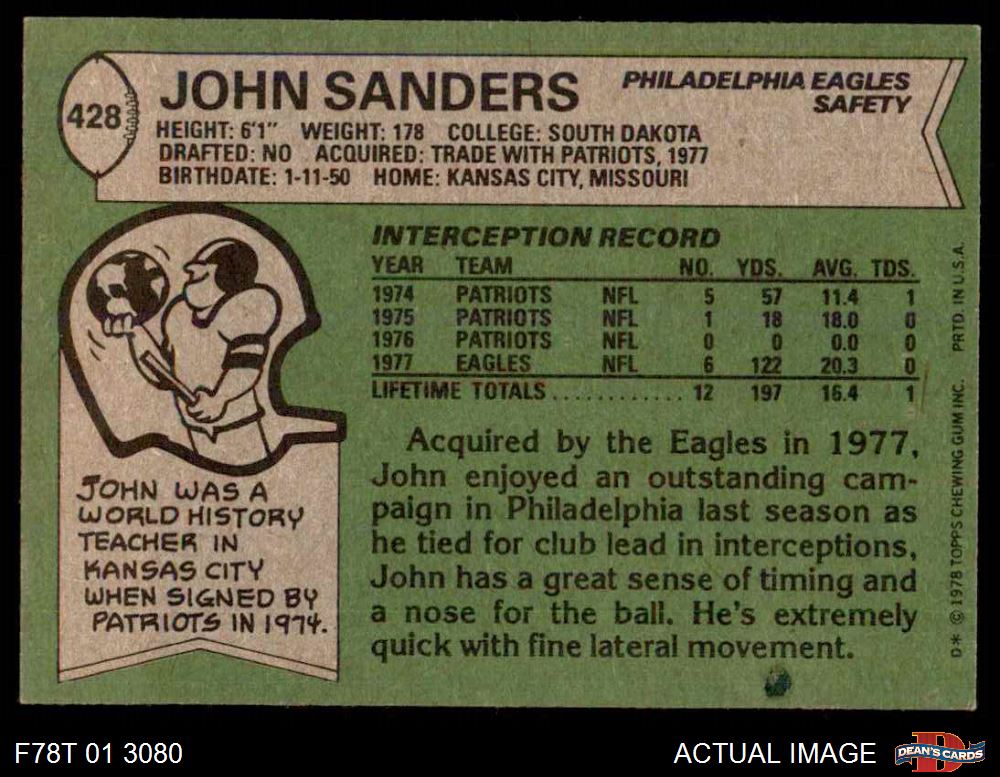 428
JOHN SANDERS
PHILADELPHIA EAGLES
SAFETY
HEIGHT: 6'1" WEIGHT: 178 COLLEGE: SOUTH DAKOTA
DRAFTED: NO ACQUIRED: TRADE WITH PATRIOTS, 1977
BIRTHDATE: 1-11-50 HOME: KANSAS CITY, MISSOURI
INTERCEPTION RECORD
YEAR TEAM NO. YDS. AVG. TDS.
1974 PATRIOTS NFL 5 57 11.4 1
1975 PATRIOTS NFL 1 18 18.0 0
1976 PATRIOTS NFL 0 0 0.0 0
1977 EAGLES NFL 6 122 20.3 0
LIFETIME TOTALS............ 12 197 16.4 1
Acquired by the Eagles in 1977,
John enjoyed an outstanding cam-
paign in Philadelphia last season as
he tied for club lead in interceptions,
John has a great sense of timing and
a nose for the ball. He's extremely
quick with fine lateral movement.
JOHN WAS A
WORLD HISTORY
TEACHER IN
KANSAS CITY
WHEN SIGNED BY
PATRIOTS IN 1974.
D* © 1978 TOPPS CHEWING GUM INC. PRTD. IN U.S.A.
F78T 01 3080
ACTUAL IMAGE
D
DEAN'S CARDS